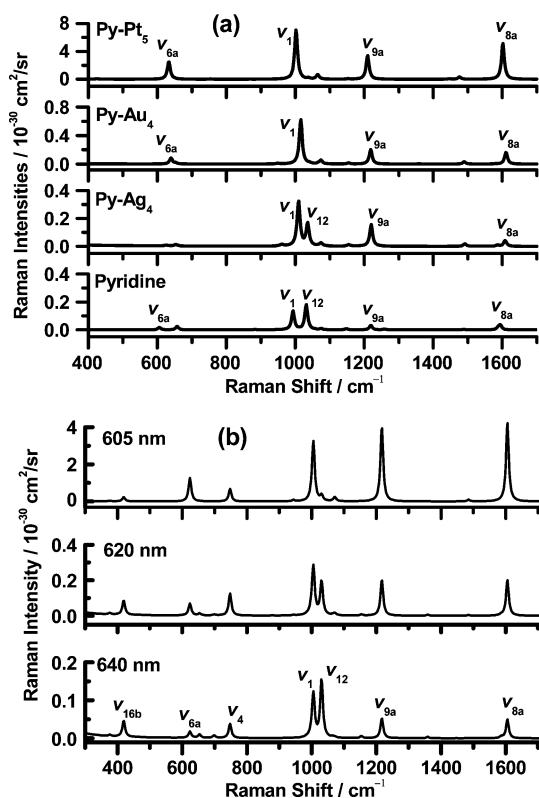 (a)
Py-Pt5
ν6a
ν1
ν9a
ν8a
8
4
0
Py-Au4
ν6a
ν1
ν9a
ν8a
0.8
0.4
0.0
Py-Ag4
ν1
ν12
ν9a
ν8a
0.4
0.2
0.0
Pyridine
ν6a
ν1
ν12
ν9a
ν8a
0.4
0.2
0.0
400 600 800 1000 1200 1400 1600
Raman Shift / cm−1
Raman Intensities / 10-30 cm2/sr
(b)
605 nm
4
2
0
620 nm
0.4
0.2
0.0
640 nm
ν16b
ν6a
ν4
ν1
ν12
ν9a
ν8a
0.2
0.1
0.0
400 600 800 1000 1200 1400 1600
Raman Shift / cm−1
Raman Intensity / 10-30 cm2/sr